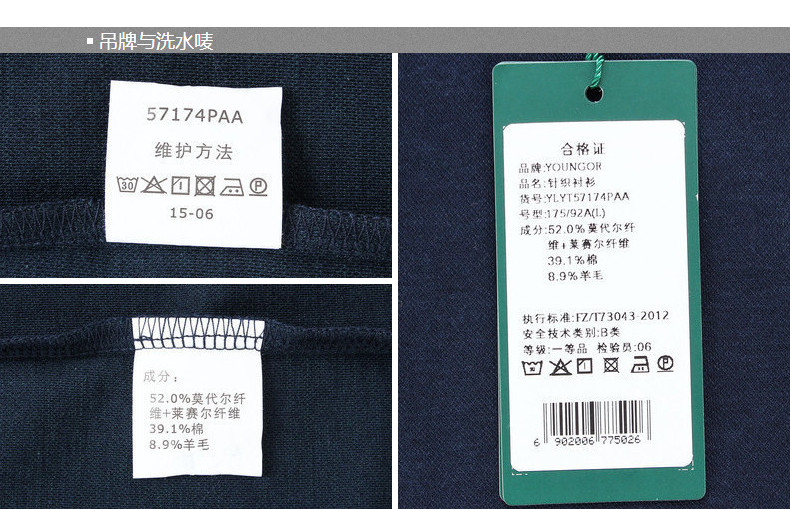 吊牌与洗水唛
57174PAA
维护方法
30
15-06
成分：
52.0%莫代尔纤
维+莱赛尔纤维
39.1%棉
8.9%羊毛
合格证
品牌:YOUNGOR
品名:针织衬衫
货号:YLYT57174PAA
号型:175/92A(L)
成分:52.0%莫代尔纤
维+莱赛尔纤维
39.1%棉
8.9%羊毛
执行标准:FZ/T73043-2012
安全技术类别:B类
等级:一等品 检验员:06
6 902006 775026